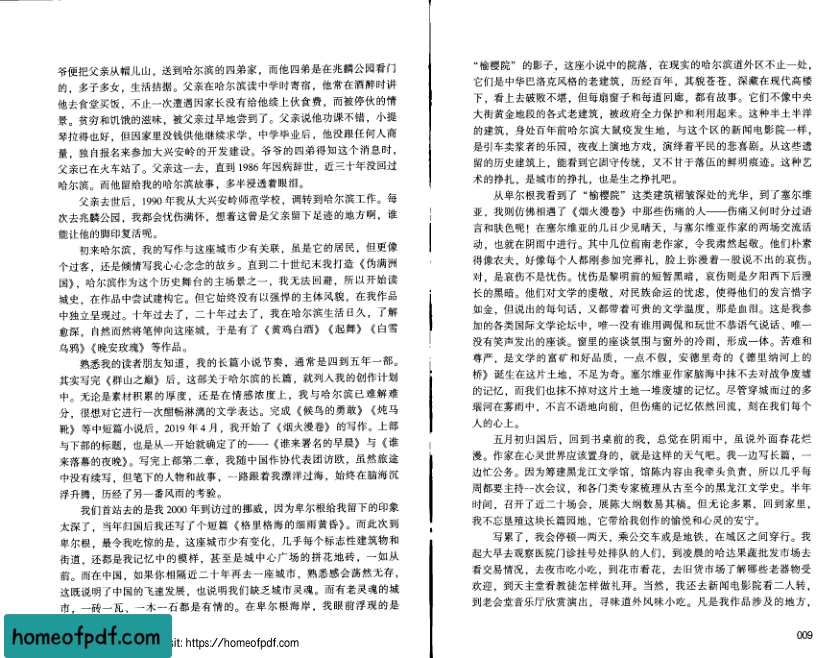 爷便把父亲从帽儿山，送到哈尔滨的四弟家，而他四弟是在兆麟公园看门
的，多子多女，生活拮据。父亲在哈尔滨读中学时寄宿，他常在酒醉时讲
他去食堂买饭，不止一次遭遇因家长没有给他续上伙食费，而被停伙的情
景。贫穷和饥饿的滋味，被父亲过早地尝到了。父亲说他功课不错，小提
琴拉得也好，但因家里没钱供他继续求学，中学毕业后，他没跟任何人商
量，独自报名来参加大兴安岭的开发建设。爷爷的四弟得知这个消息时，
父亲已在火车站了。父亲这一去，直到 1986 年因病辞世，近三十年没回过
哈尔滨。而他留给我的哈尔滨故事，多半浸透着眼泪。
父亲去世后，1990 年我从大兴安岭师范学校，调转到哈尔滨工作。每
次去兆麟公园，我都会忧伤满怀，想着这曾是父亲留下足迹的地方啊，谁
能让他的脚印复活呢。
初来哈尔滨，我的写作与这座城市少有关联，虽是它的居民，但更像
个过客，还是倾情写我心心念念的故乡。直到二十世纪末我打造《伪满洲
国》，哈尔滨作为这个历史舞台的主场景之一，我无法回避，所以开始读
城史，在作品中尝试建构它。但它始终没有以强悍的主体风貌，在我作品
中独立呈现过。十年过去了，二十年过去了，我在哈尔滨生活日久，了解
愈深，自然而然将笔伸向这座城，于是有了《黄鸡白酒》《起舞》《白雪
乌鸦》《晚安玫瑰》等作品。
熟悉我的读者朋友知道，我的长篇小说节奏，通常是四到五年一部。
其实写完《群山之巅》后，这部关于哈尔滨的长篇，就列入我的创作计划
中。无论是素材积累的厚度，还是在情感浓度上，我与哈尔滨已难解难
分，很想对它进行一次酣畅淋漓的文学表达。完成《候鸟的勇敢》《炖马
靴》等中短篇小说后，2019 年 4 月，我开始了《烟火漫卷》的写作。上部
与下部的标题，也是从一开始就确定了的——《谁来署名的早晨》与《谁
来落幕的夜晚》。写完上部第二章，我随中国作协代表团访欧，虽然旅途
中没有续写，但笔下的人物和故事，一路跟着我漂洋过海，始终在脑海沉
浮升腾，历经了另一番风雨的考验。
我们首站去的是我 2000 年到访过的挪威，因为卑尔根给我留下的印象
太深了，当年归国后我还写了个短篇《格里格海的细雨黄昏》。而此次到
卑尔根，最令我吃惊的是，这座城市少有变化，几乎每个标志性建筑物和
街道，还都是我记忆中的模样，甚至是城中心广场的拼花地砖，一如从
前。而在中国，如果你相隔近二十年再去一座城市，熟悉感会荡然无存，
这既说明了中国的飞速发展，也说明我们缺乏城市灵魂。而有老灵魂的城
市，一砖一瓦、一木一石都是有情的。在卑尔根海岸，我眼前浮现的是
homeofpdf.com
sit: https://homeofpdf.com
“榆樱院”的影子，这座小说中的院落，在现实的哈尔滨道外区不止一处，
它们是中华巴洛克风格的老建筑，历经百年，其貌苍苍，深藏在现代高楼
下，看上去破败不堪，但每扇窗子和每道回廊，都有故事。它们不像中央
大街黄金地段的各式老建筑，被政府全力保护和利用起来。这种半土半洋
的建筑，身处百年前哈尔滨大鼠疫发生地，与这个区的新闻电影院一样，
是引车卖浆者的乐园，夜夜上演地方戏，演绎着平民的悲喜剧。从这些遗
留的历史建筑上，能看到它固守传统，又不甘于落伍的鲜明痕迹。这种艺
术的挣扎，是城市的挣扎，也是生之挣扎吧。
从卑尔根我看到了“榆樱院”这类建筑褶皱深处的光华，到了塞尔维
亚，我则仿佛相遇了《烟火漫卷》中那些伤痛的人——伤痛又何时分过语
言和肤色呢！在塞尔维亚的几日少见晴天，与塞尔维亚作家的两场交流活
动，也就在阴雨中进行。其中几位前南老作家，令我肃然起敬。他们朴素
得像农夫，好像每个人都刚参加完葬礼，脸上弥漫着一股说不出的哀伤。
对，是哀伤不是忧伤。忧伤是黎明前的短暂黑暗，哀伤则是夕阳西下后漫
长的黑暗。他们对文学的虔敬，对民族命运的忧虑，使得他们的发言惜字
如金，但说出的每句话，又都带着可贵的文学温度，那是血泪。这是我参
加的各类国际文学论坛中，唯一没有谁用调侃和玩世不恭语气说话、唯一
没有笑声发出的座谈。窗里的座谈氛围与窗外的冷雨，形成一体。苦难和
尊严，是文学的富矿和好品质，一点不假，安德里奇的《德里纳河上的
桥》诞生在这片土地，不足为奇。塞尔维亚作家脑海中抹不去对战争废墟
的记忆，而我们也抹不掉对这片土地一堆废墟的记忆。尽管穿城而过的多
瑙河在雾雨中，不言不语地向前，但伤痛的记忆依然回流，刻在我们每个
人的心上。
五月初归国后，回到书桌前的我，总觉在阴雨中，虽说外面春花烂
漫。作家在心灵世界应该置身的，就是这样的天气吧。我一边写长篇，一
边忙公务。因为筹建黑龙江文学馆，馆陈内容由我牵头负责，所以几乎每
周都要主持一次会议，和各门类专家梳理从古至今的黑龙江文学史。半年
时间，召开了近二十场会，展陈大纲数易其稿。但无论多累，回到家里，
我不忘垦殖这块长篇园地，它带给我创作的愉悦和心灵的安宁。
写累了，我会停顿一两天，乘公交车或是地铁，在城区之间穿行。我
起大早去观察医院门诊挂号处排队的人们，到凌晨的哈达果蔬批发市场去
看交易情况，去夜市吃小吃，到花市看花，去旧货市场了解哪些老器物受
欢迎，到天主堂看教徒怎样做礼拜。当然，我还去新闻电影院看二人转，
到老会堂音乐厅欣赏演出，寻味道外风味小吃。凡是我作品涉及的地方，
009